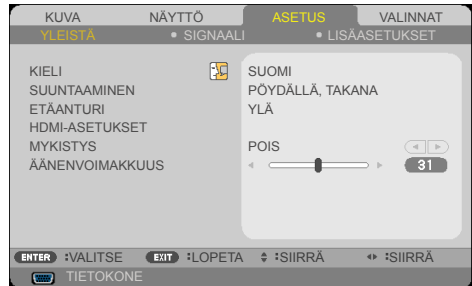 KUVA NÄYTTÖ ASETUS VALINNAT
YLEISTÄ • SIGNAALI • LISÄASETUKSET
KIELI SUOMI
SUUNTAAMINEN PÖYDÄLLÄ, TAKANA
ETÄANTURI YLÄ
HDMI-ASETUKSET
MYKISTYS POIS
ÄÄNENVOIMAKKUUS 31
ENTER :VALITSE EXIT :LOPETA :SIIRRÄ :SIIRRÄ
TIETOKONE